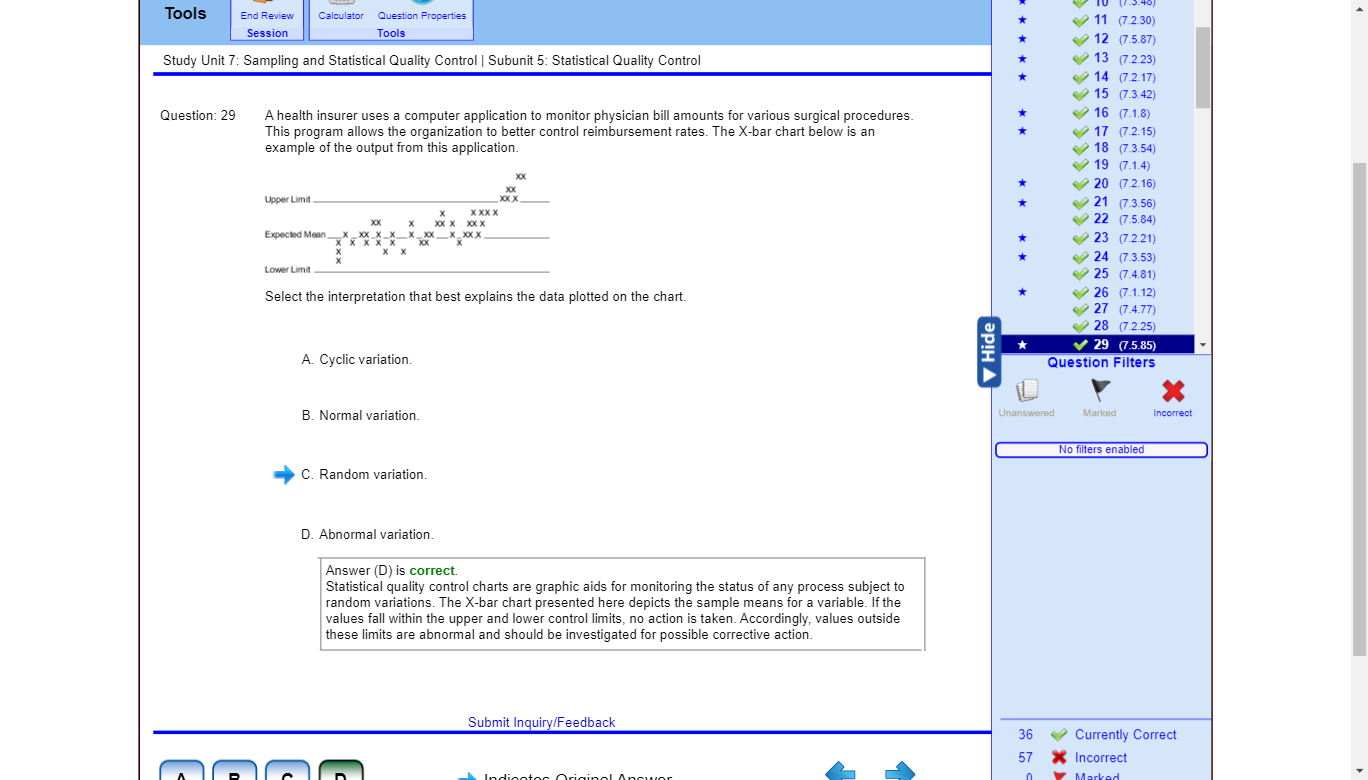 Tools
End Review
Session
Calculator Question Properties
Tools
Study Unit 7: Sampling and Statistical Quality Control | Subunit 5: Statistical Quality Control
Question: 29
A health insurer uses a computer application to monitor physician bill amounts for various surgical procedures.
This program allows the organization to better control reimbursement rates. The X-bar chart below is an
example of the output from this application.
Upper Limit
Expected Mean
Lower Limit
Select the interpretation that best explains the data plotted on the chart.
A. Cyclic variation.
B. Normal variation.
C. Random variation.
D. Abnormal variation.
Answer (D) is correct.
Statistical quality control charts are graphic aids for monitoring the status of any process subject to
random variations. The X-bar chart presented here depicts the sample means for a variable. If the
values fall within the upper and lower control limits, no action is taken. Accordingly, values outside
these limits are abnormal and should be investigated for possible corrective action.
Submit Inquiry/Feedback
A B C D
Indicates Original Answer
10 (7.3.48)
11 (7.2.30)
12 (7.5.87)
13 (7.2.23)
14 (7.2.17)
15 (7.3.42)
16 (7.1.8)
17 (7.2.15)
18 (7.3.54)
19 (7.1.4)
20 (7.2.16)
21 (7.3.56)
22 (7.5.84)
23 (7.2.21)
24 (7.3.53)
25 (7.4.81)
26 (7.1.12)
27 (7.4.77)
28 (7.2.25)
29 (7.5.85)
Hide
Question Filters
Unanswered Marked Incorrect
No filters enabled
36 Currently Correct
57 Incorrect
0 Marked